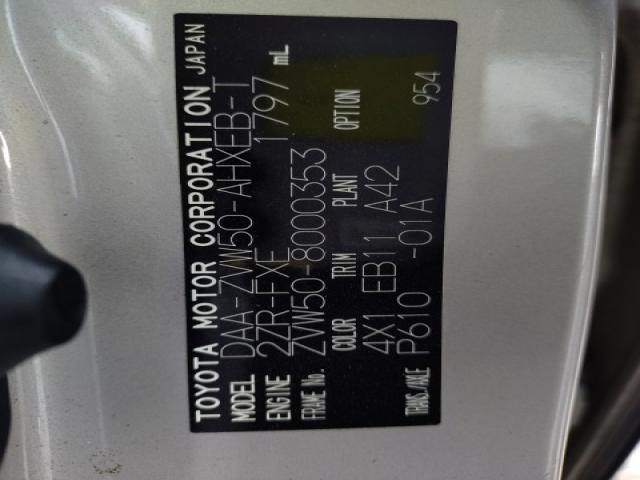 TOYOTA MOTOR CORPORATION JAPAN
MODEL DAA-ZVW50-AHXEB-T
ENGINE 2ZR-FXE 1797 mL
FRAME No. ZVW50-8000353
COLOR TRIM PLANT OPTION
4X1 EB11 A42 954
TRANS./AXLE P610 -01A